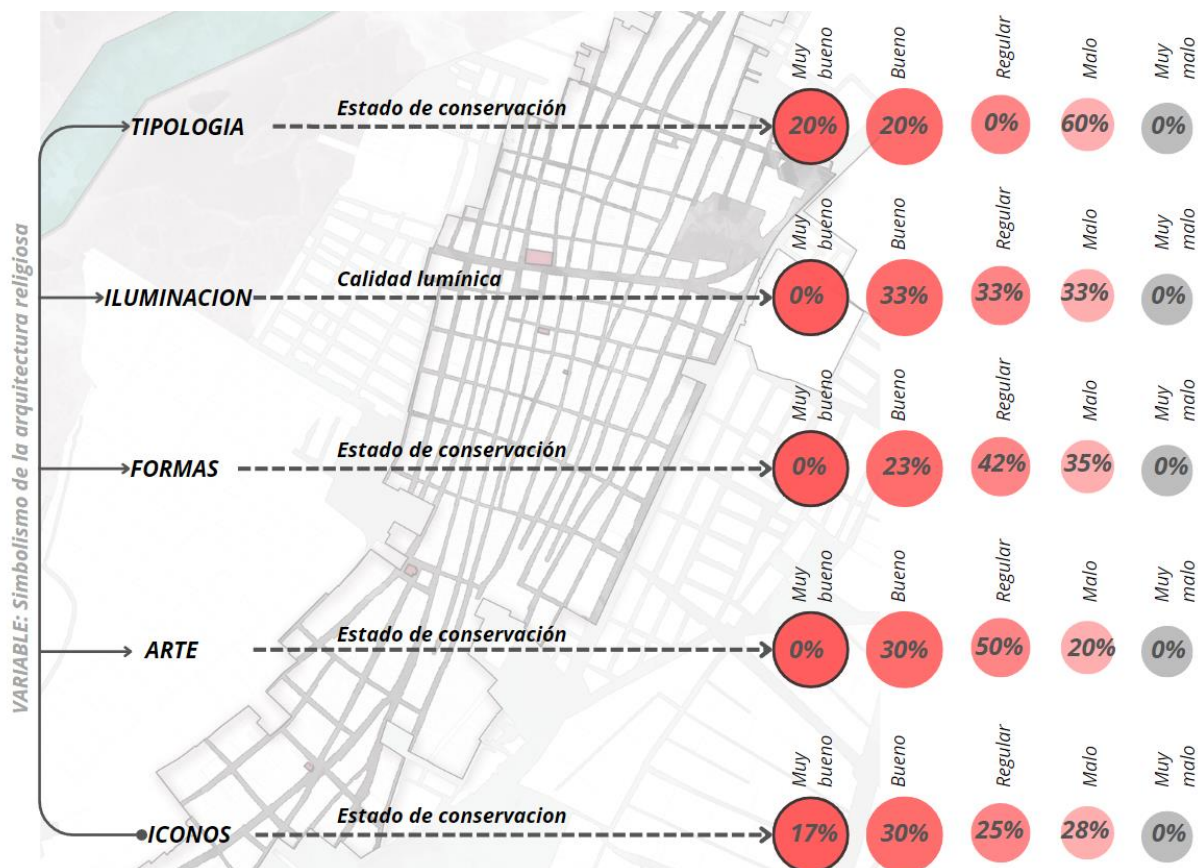 VARIABLE: Simbolismo de la arquitectura religiosa
Muy bueno
Bueno
Regular
Malo
Muy malo
TIPOLOGIA
Estado de conservación
20%
20%
0%
60%
0%
Muy bueno
Bueno
Regular
Malo
Muy malo
ILUMINACION
Calidad lumínica
0%
33%
33%
33%
0%
Muy bueno
Bueno
Regular
Malo
Muy malo
FORMAS
Estado de conservación
0%
23%
42%
35%
0%
Muy bueno
Bueno
Regular
Malo
Muy malo
ARTE
Estado de conservación
0%
30%
50%
20%
0%
Muy bueno
Bueno
Regular
Malo
Muy malo
ICONOS
Estado de conservacion
17%
30%
25%
28%
0%